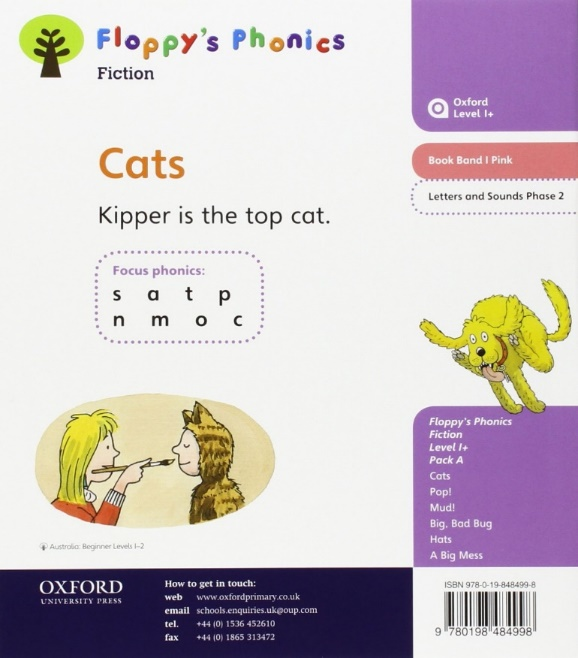 Floppy's Phonics
Fiction
Oxford
Level 1+
Book Band 1 Pink
Letters and Sounds Phase 2
Cats
Kipper is the top cat.
Focus phonics:
s a t p
n m o c
Floppy's Phonics
Fiction
Level 1+
Pack A
Cats
Pop!
Mud!
Big, Bad Bug
Hats
A Big Mess
Australia: Beginner Levels 1–2
OXFORD
UNIVERSITY PRESS
How to get in touch:
web www.oxfordprimary.co.uk
email schools.enquiries.uk@oup.com
tel. +44 (0) 1536 452610
fax +44 (0) 1865 313472
ISBN 978-0-19-848499-8
9 780198 484998